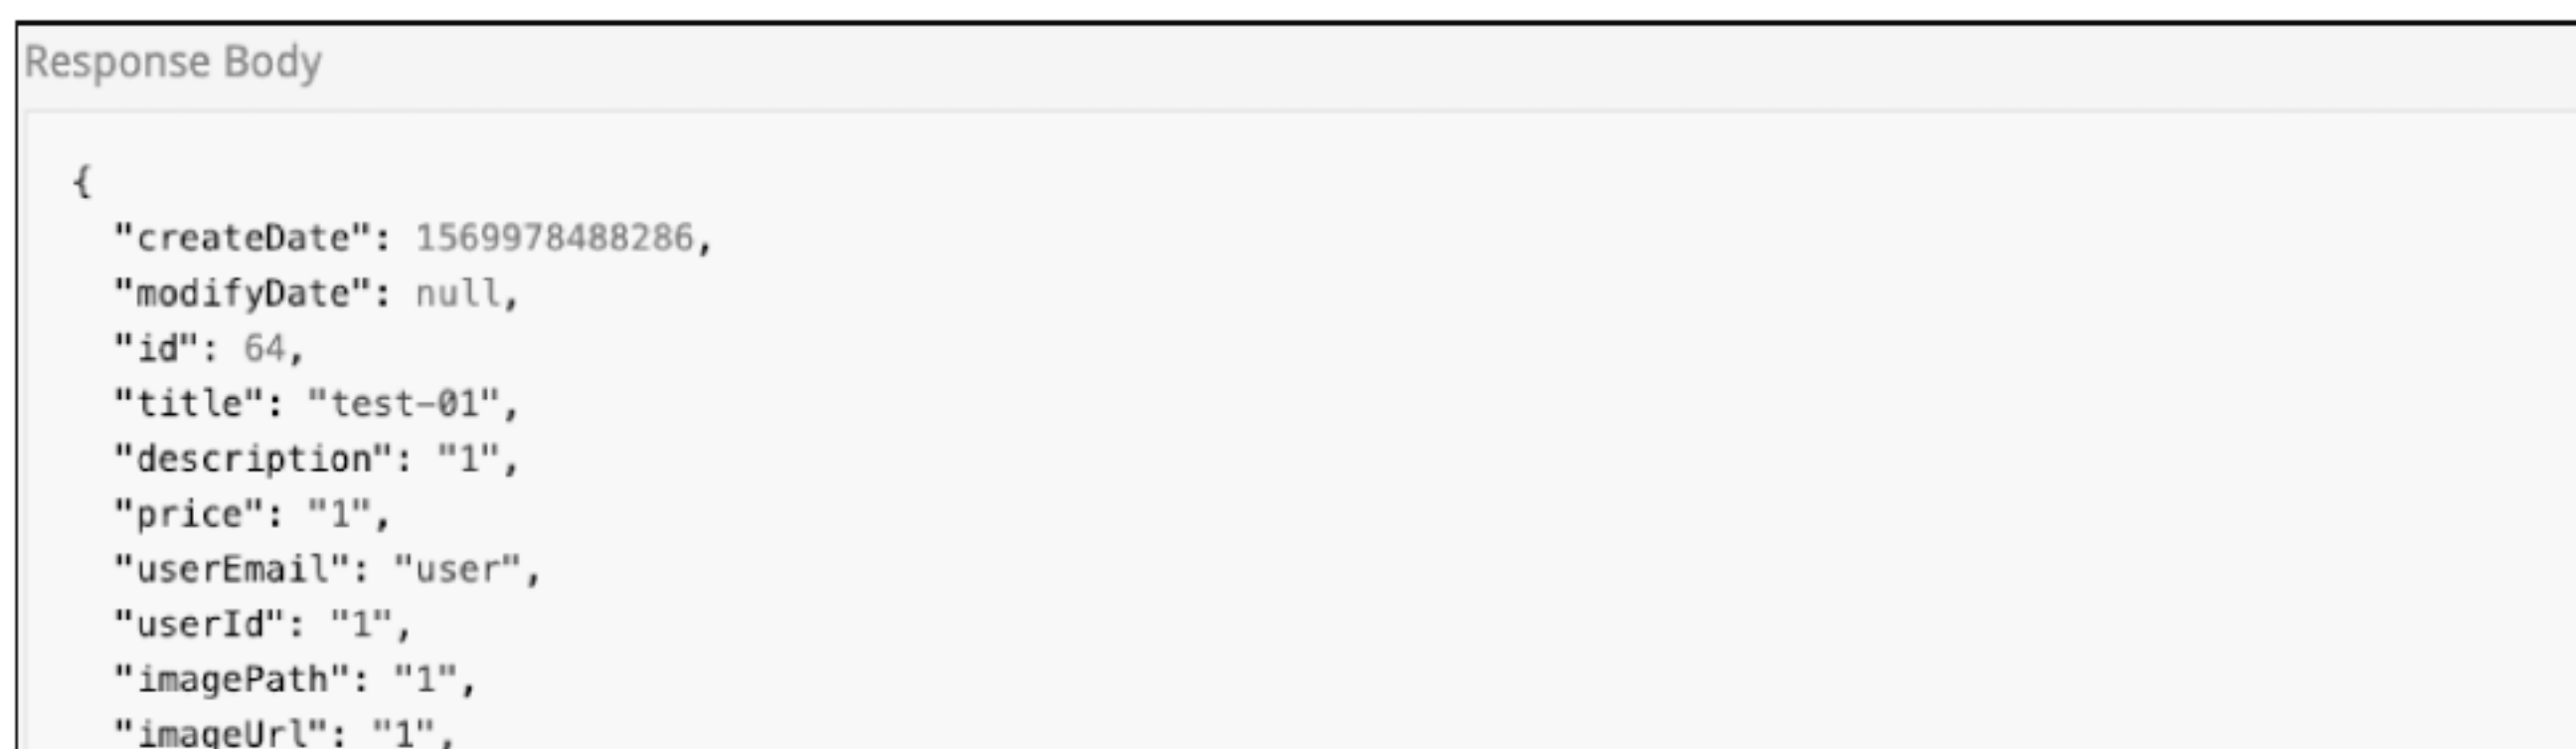 Response Body
{
"createDate": 1569978488286,
"modifyDate": null,
"id": 64,
"title": "test-01",
"description": "1",
"price": "1",
"userEmail": "user",
"userId": "1",
"imagePath": "1",
"imageUrl": "1",